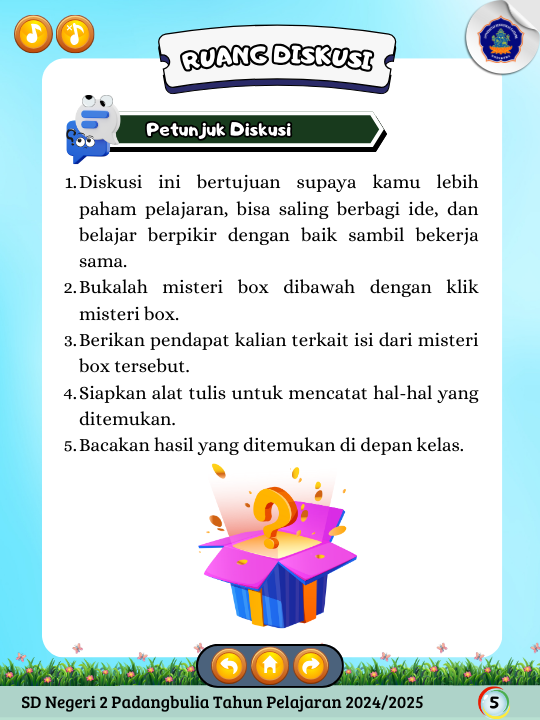 RUANG DISKUSI
Petunjuk Diskusi
1. Diskusi ini bertujuan supaya kamu lebih
paham pelajaran, bisa saling berbagi ide, dan
belajar berpikir dengan baik sambil bekerja
sama.
2. Bukalah misteri box dibawah dengan klik
misteri box.
3. Berikan pendapat kalian terkait isi dari misteri
box tersebut.
4. Siapkan alat tulis untuk mencatat hal-hal yang
ditemukan.
5. Bacakan hasil yang ditemukan di depan kelas.
?
SD Negeri 2 Padangbulia Tahun Pelajaran 2024/2025
5